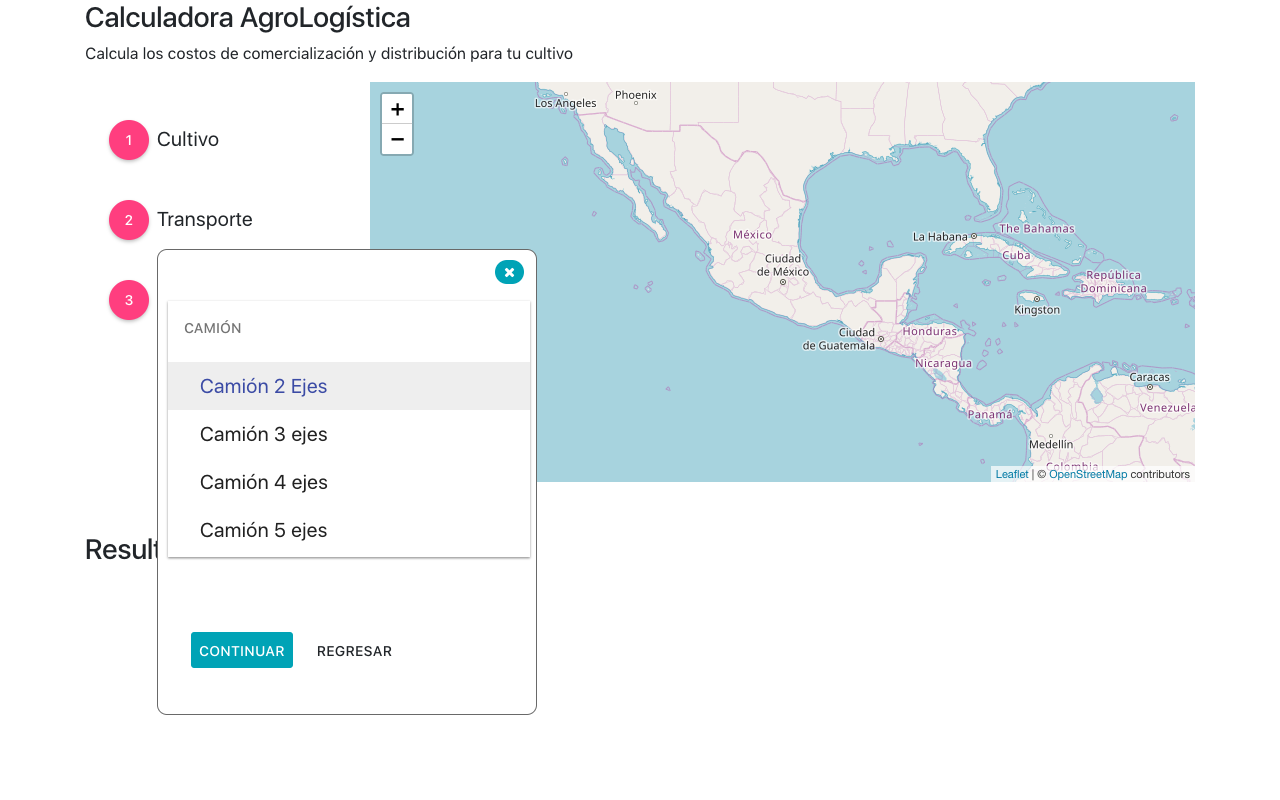 Calculadora AgroLogística
Calcula los costos de comercialización y distribución para tu cultivo
1 Cultivo
2 Transporte
3
CAMIÓN
Camión 2 Ejes
Camión 3 ejes
Camión 4 ejes
Camión 5 ejes
CONTINUAR REGRESAR
+
−
Los Angeles
Phoenix
México
Ciudad
de México
La Habana
The Bahamas
Cuba
República
Dominicana
Kingston
Ciudad
de Guatemala
Honduras
Nicaragua
Panamá
Caracas
Venezuela
Medellín
Colombia
Leaflet | © OpenStreetMap contributors
Result